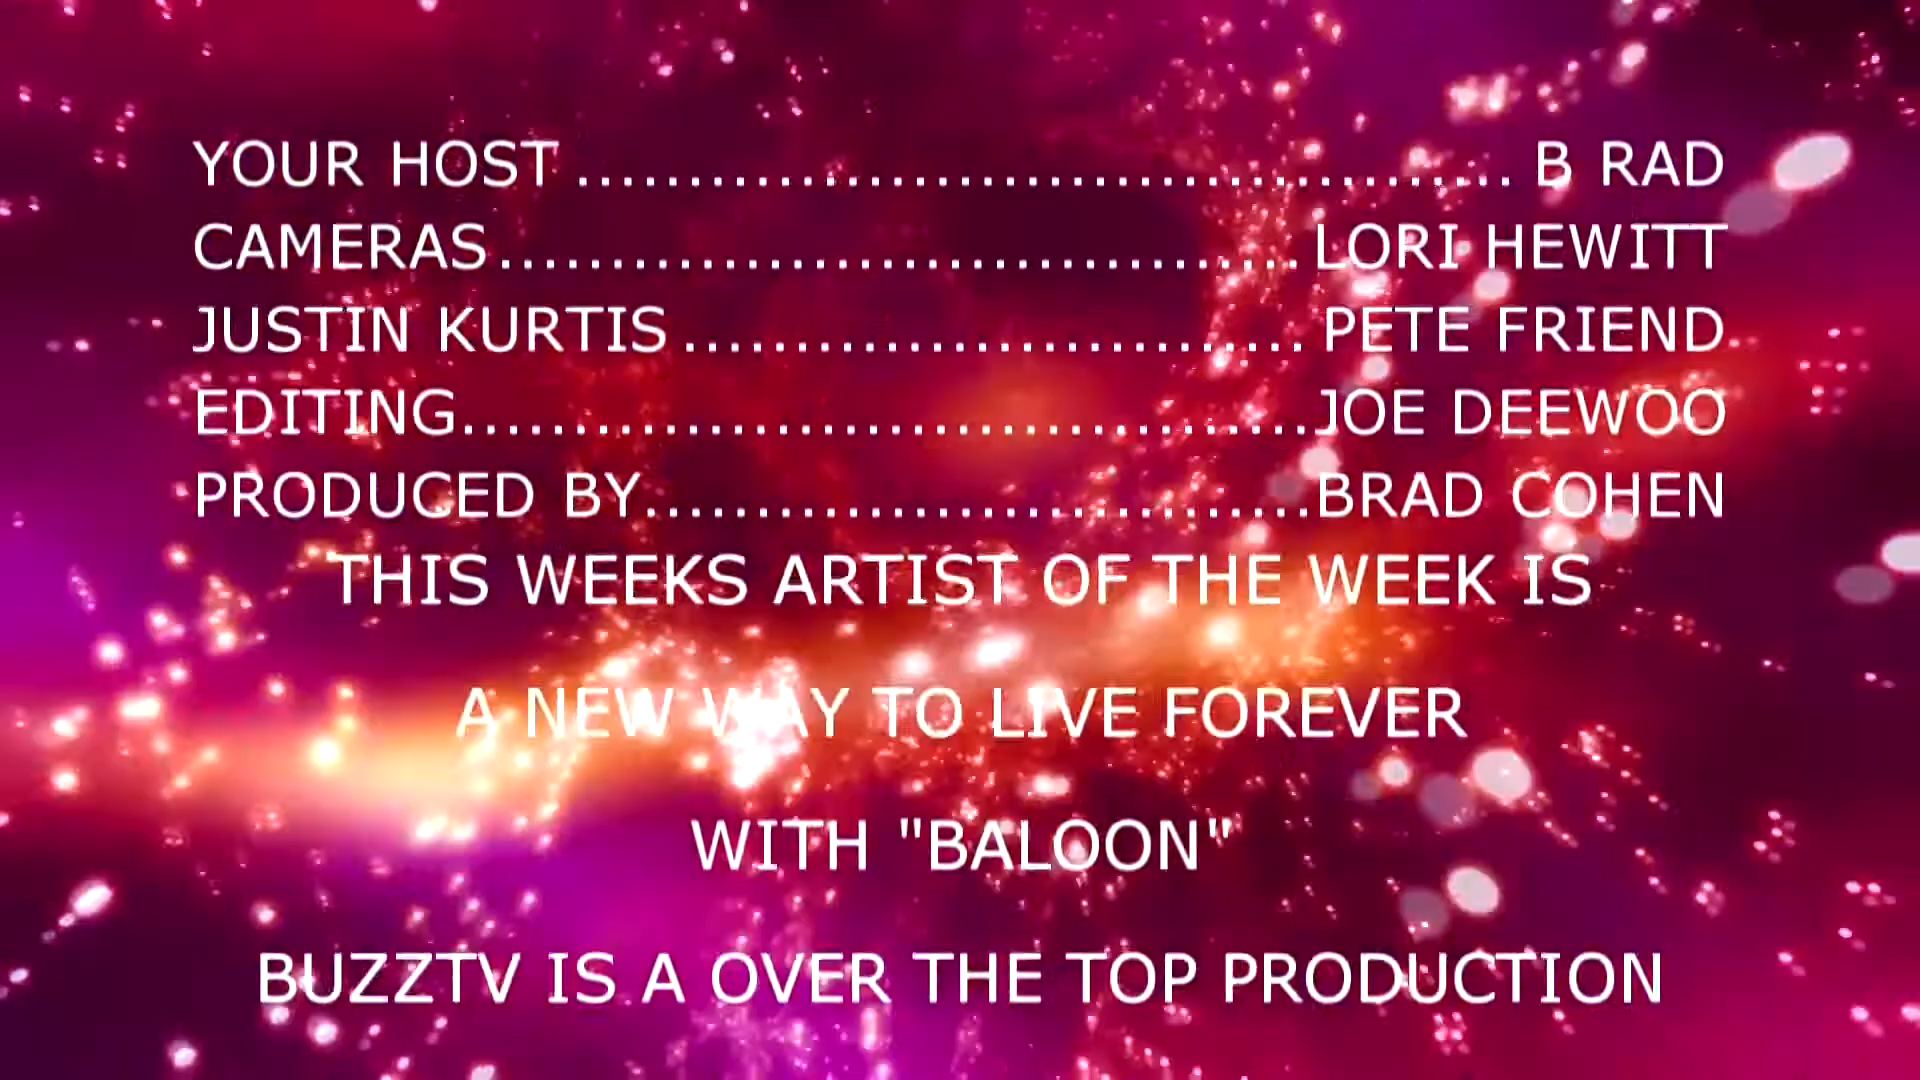 YOUR HOST ........................................... B RAD
CAMERAS....................................LORI HEWITT
JUSTIN KURTIS ............................ PETE FRIEND
EDITING.......................................JOE DEEWOO
PRODUCED BY..............................BRAD COHEN
THIS WEEKS ARTIST OF THE WEEK IS
A NEW WAY TO LIVE FOREVER
WITH "BALOON"
BUZZTV IS A OVER THE TOP PRODUCTION